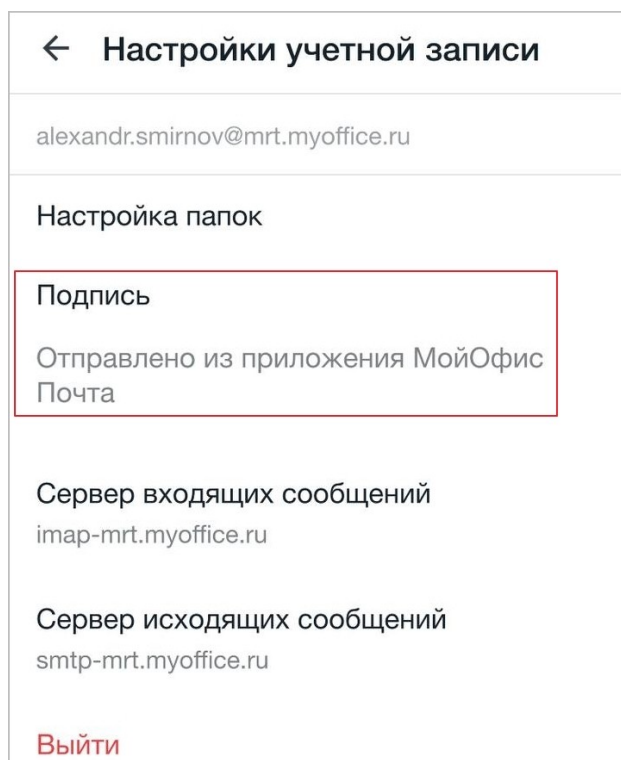 Настройки учетной записи
alexandr.smirnov@mrt.myoffice.ru
Настройка папок
Подпись
Отправлено из приложения МойОфис
Почта
Сервер входящих сообщений
imap-mrt.myoffice.ru
Сервер исходящих сообщений
smtp-mrt.myoffice.ru
Выйти